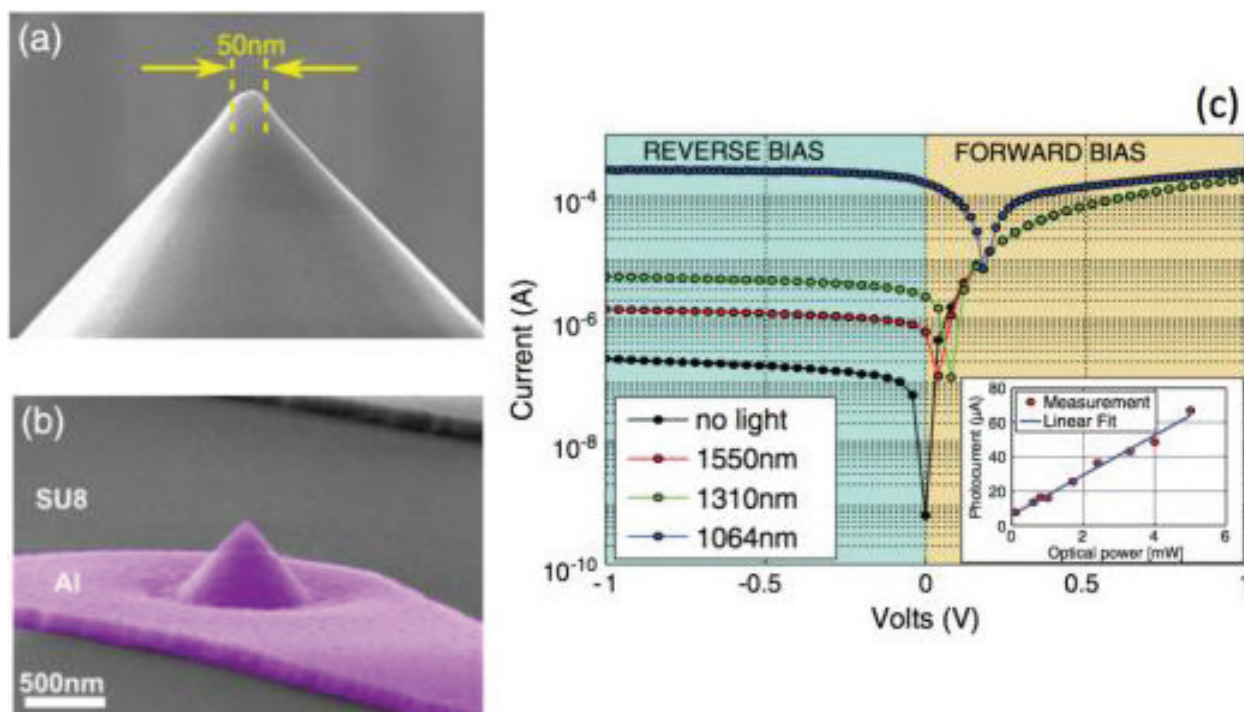 (a)
50nm
(b)
SU8
Al
500nm
(c)
REVERSE BIAS
FORWARD BIAS
Current (A)
10-4
10-6
10-8
10-10
no light
1550nm
1310nm
1064nm
-1
-0.5
0
0.5
1
Volts (V)
Photocurrent (µA)
80
60
40
20
0
Measurement
Linear Fit
0
2
4
6
Optical power [mW]